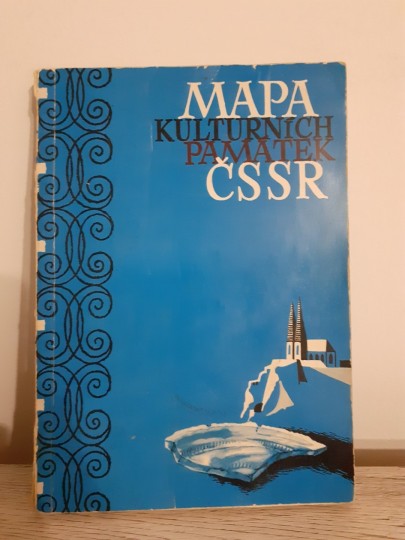 MAPA
KULTURNÍCH
PAMÁTEK
ČSSR